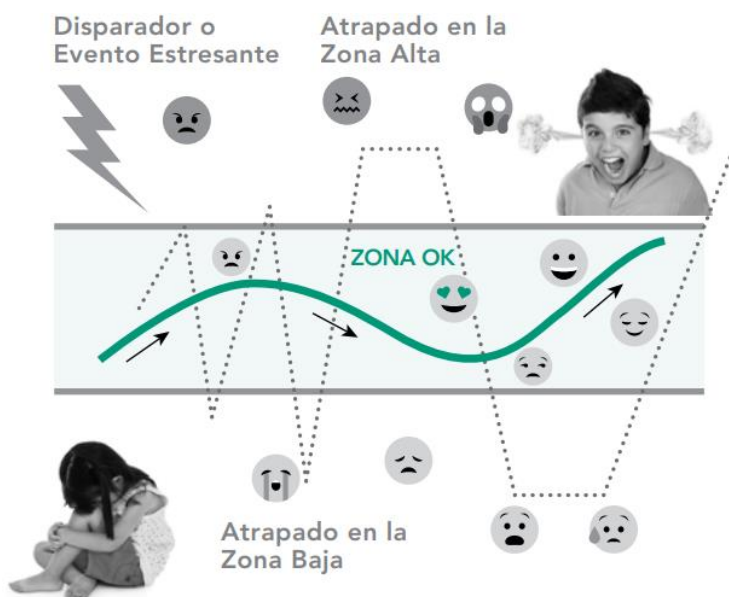 Disparador o
Evento Estresante
Atrapado en la
Zona Alta
ZONA OK
Atrapado en la
Zona Baja